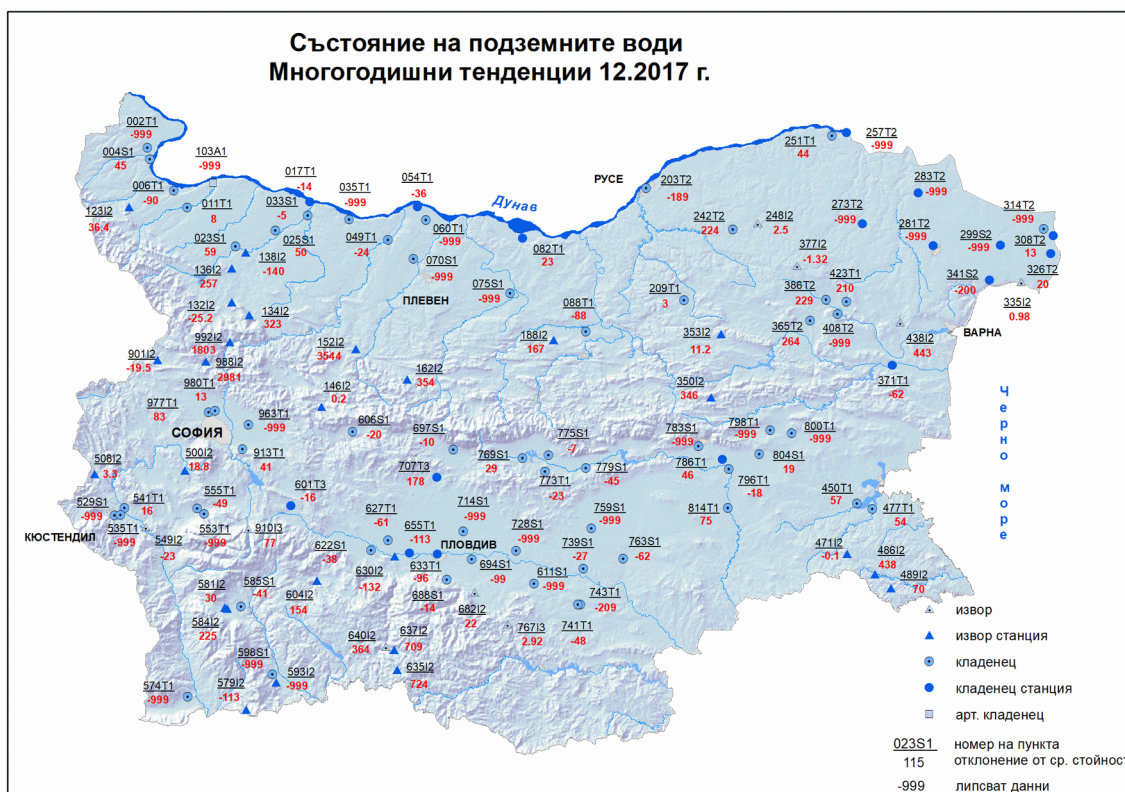 Състояние на подземните води
Многогодишни тенденции 12.2017 г.
002T1
-999
004S1
45
103A1
-999
006T1
-90
011T1
8
123I2
36.4
017T1
-14
033S1
-5
035T1
-999
054T1
-36
Дунав
РУСЕ
203T2
-189
251T1
44
257T2
-999
283T2
-999
314T2
-999
023S1
59
025S1
50
049T1
-24
060T1
-999
082T1
23
242T2
224
248I2
2.5
273T2
-999
281T2
-999
299S2
-999
308T2
13
326T2
20
136I2
257
138I2
-140
070S1
-999
ПЛЕВЕН
075S1
-999
088T1
-88
209T1
3
377I2
-1.32
386T2
229
423T1
210
341S2
-200
335I2
0.98
132I2
-25.2
134I2
323
992I2
1803
901I2
-19.5
988I2
2981
152I2
3544
188I2
167
353I2
11.2
365T2
264
408T2
-999
438I2
443
ВАРНА
980T1
13
977T1
83
СОФИЯ
963T1
-999
146I2
0.2
162I2
354
350I2
346
371T1
-62
606S1
-20
697S1
-10
775S1
-7
783S1
-999
798T1
-999
800T1
-999
508I2
3.3
500I2
18.8
913T1
41
601T3
-16
707T3
178
769S1
29
773T1
-23
779S1
-45
786T1
46
796T1
-18
804S1
19
529S1
-999
541T1
16
555T1
-49
535T1
-999
КЮСТЕНДИЛ
549I2
-23
553T1
-999
910I3
77
627T1
-61
655T1
-113
714S1
-999
ПЛОВДИВ
728S1
-999
759S1
-999
814T1
75
450T1
57
477T1
54
622S1
-38
630I2
-132
633T1
-96
694S1
-99
739S1
-27
763S1
-62
471I2
-0.1
486I2
438
489I2
70
581I2
30
585S1
-41
604I2
154
688S1
-14
682I2
22
611S1
-999
743T1
-209
584I2
225
640I2
364
637I2
709
767I3
2.92
741T1
-48
598S1
-999
593I2
-999
635I2
724
574T1
-999
579I2
-113
Черно море
извор
извор станция
кладенец
кладенец станция
арт. кладенец
023S1 номер на пункта
115 отклонение от ср. стойност
-999 липсват данни